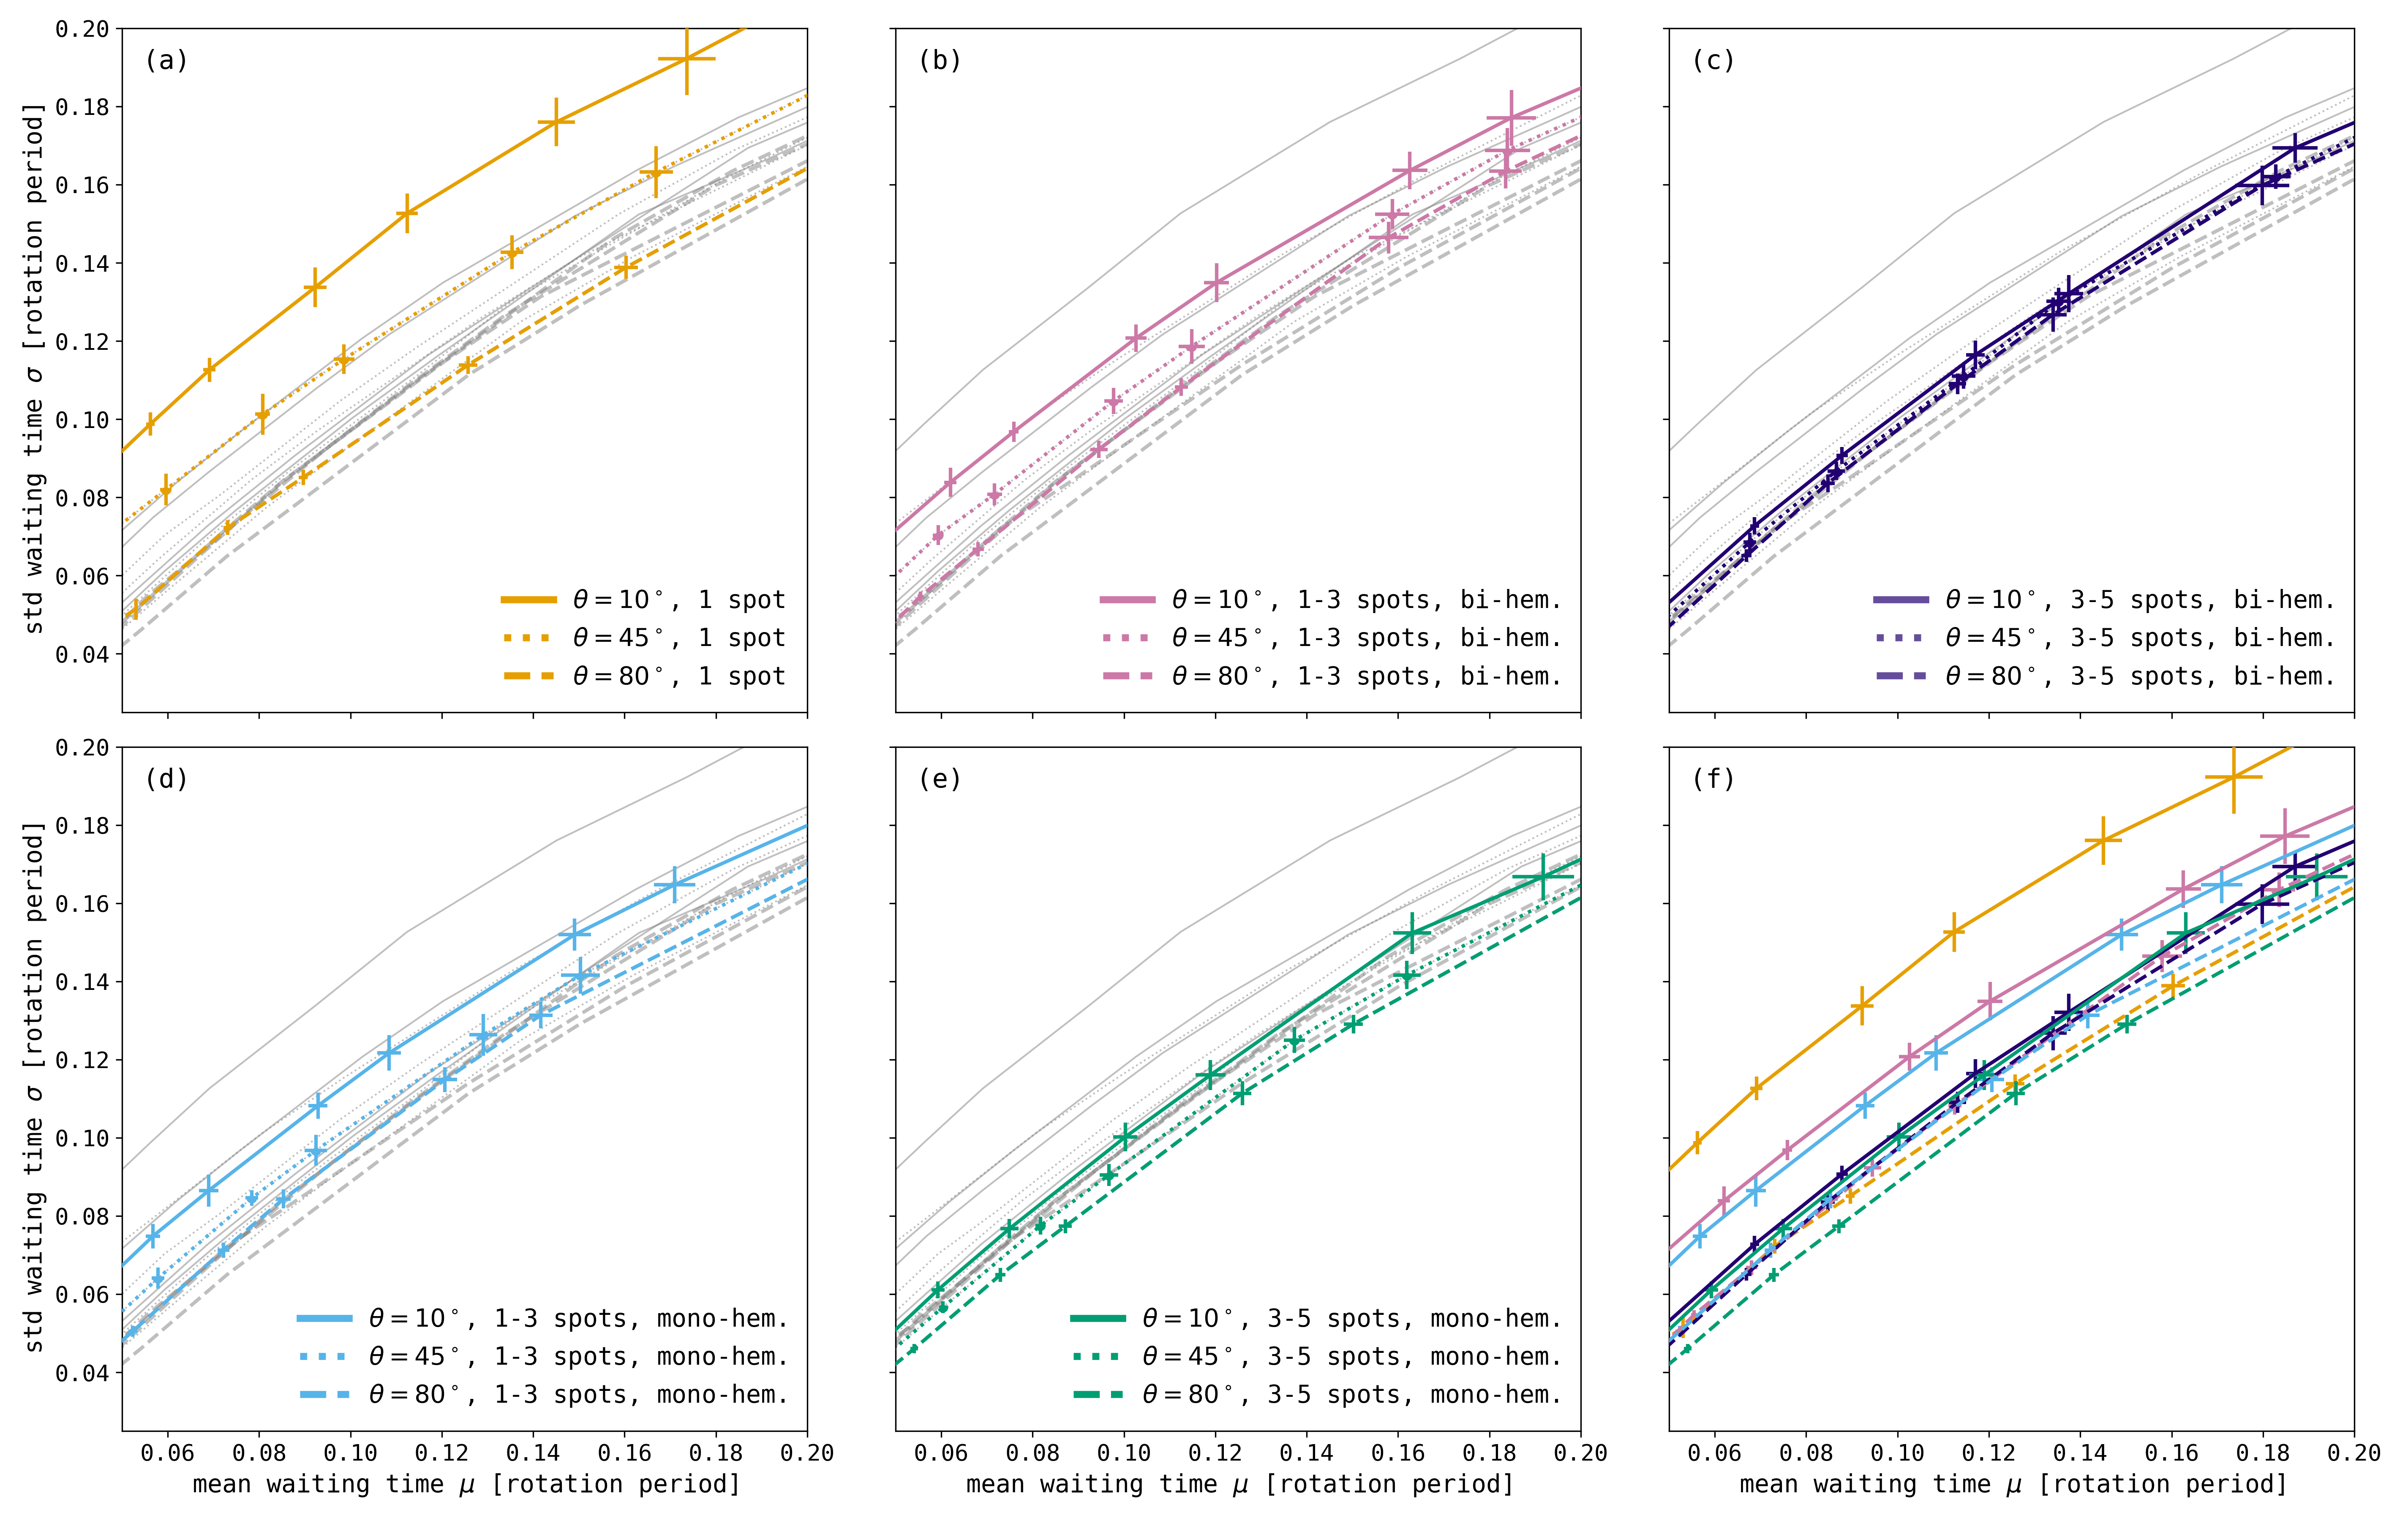 (a)
0.20
0.18
0.16
0.14
0.12
0.10
0.08
0.06
0.04
std waiting time σ [rotation period]
θ = 10°, 1 spot
θ = 45°, 1 spot
θ = 80°, 1 spot
(b)
θ = 10°, 1-3 spots, bi-hem.
θ = 45°, 1-3 spots, bi-hem.
θ = 80°, 1-3 spots, bi-hem.
(c)
θ = 10°, 3-5 spots, bi-hem.
θ = 45°, 3-5 spots, bi-hem.
θ = 80°, 3-5 spots, bi-hem.
(d)
0.20
0.18
0.16
0.14
0.12
0.10
0.08
0.06
0.04
std waiting time σ [rotation period]
θ = 10°, 1-3 spots, mono-hem.
θ = 45°, 1-3 spots, mono-hem.
θ = 80°, 1-3 spots, mono-hem.
0.06 0.08 0.10 0.12 0.14 0.16 0.18 0.20
mean waiting time μ [rotation period]
(e)
θ = 10°, 3-5 spots, mono-hem.
θ = 45°, 3-5 spots, mono-hem.
θ = 80°, 3-5 spots, mono-hem.
0.06 0.08 0.10 0.12 0.14 0.16 0.18 0.20
mean waiting time μ [rotation period]
(f)
0.06 0.08 0.10 0.12 0.14 0.16 0.18 0.20
mean waiting time μ [rotation period]